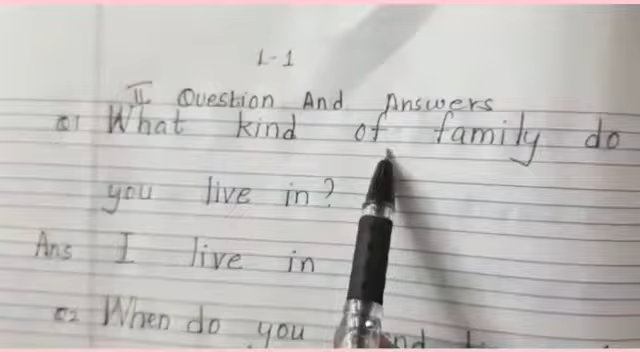 L-1
II Question And Answers
Q1 What kind of family do
you live in?
Ans I live in
Q2 When do you